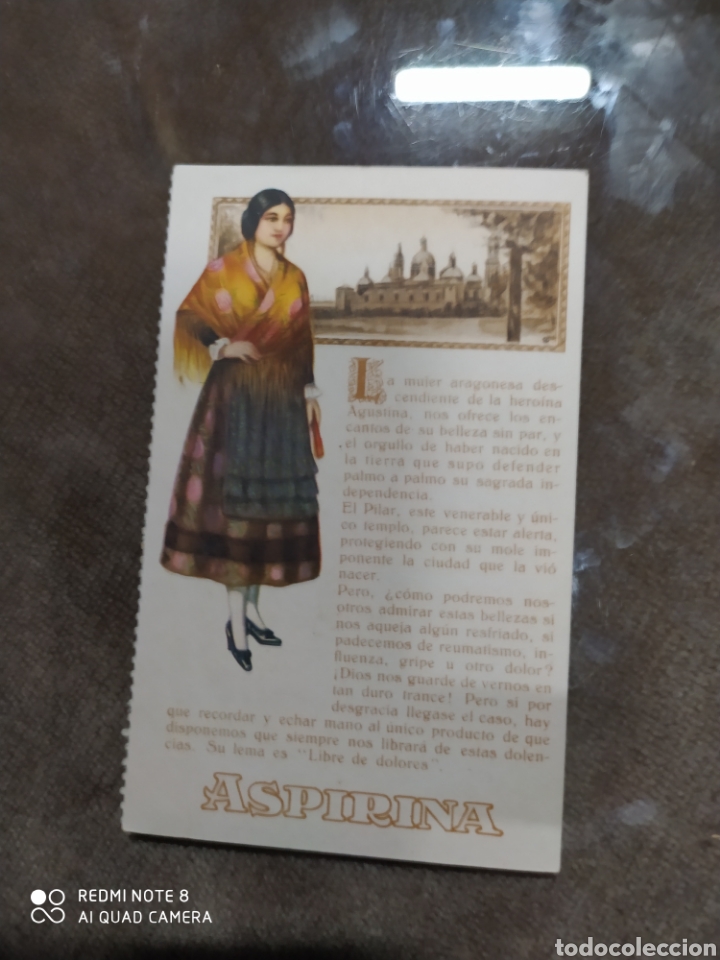 La mujer aragonesa des-
cendiente de la heroína
Agustina, nos ofrece los en-
cantos de su belleza sin par, y
el orgullo de haber nacido en
la tierra que supo defender
palmo a palmo su sagrada in-
dependencia.
El Pilar, este venerable y úni-
co templo, parece estar alerta,
protegiendo con su mole im-
ponente la ciudad que la vió
nacer.
Pero, ¿cómo podremos nos-
otros admirar estas bellezas si
nos aqueja algún resfriado, si
padecemos de reumatismo, in-
fluenza, gripe u otro dolor?
¡Dios nos guarde de vernos en
tan duro trance! Pero si por
desgracia llegase el caso, hay
que recordar y echar mano al único producto de que
disponemos que siempre nos librará de estas dolen-
cias. Su lema es "Libre de dolores".
ASPIRINA
REDMI NOTE 8
AI QUAD CAMERA
todocoleccion